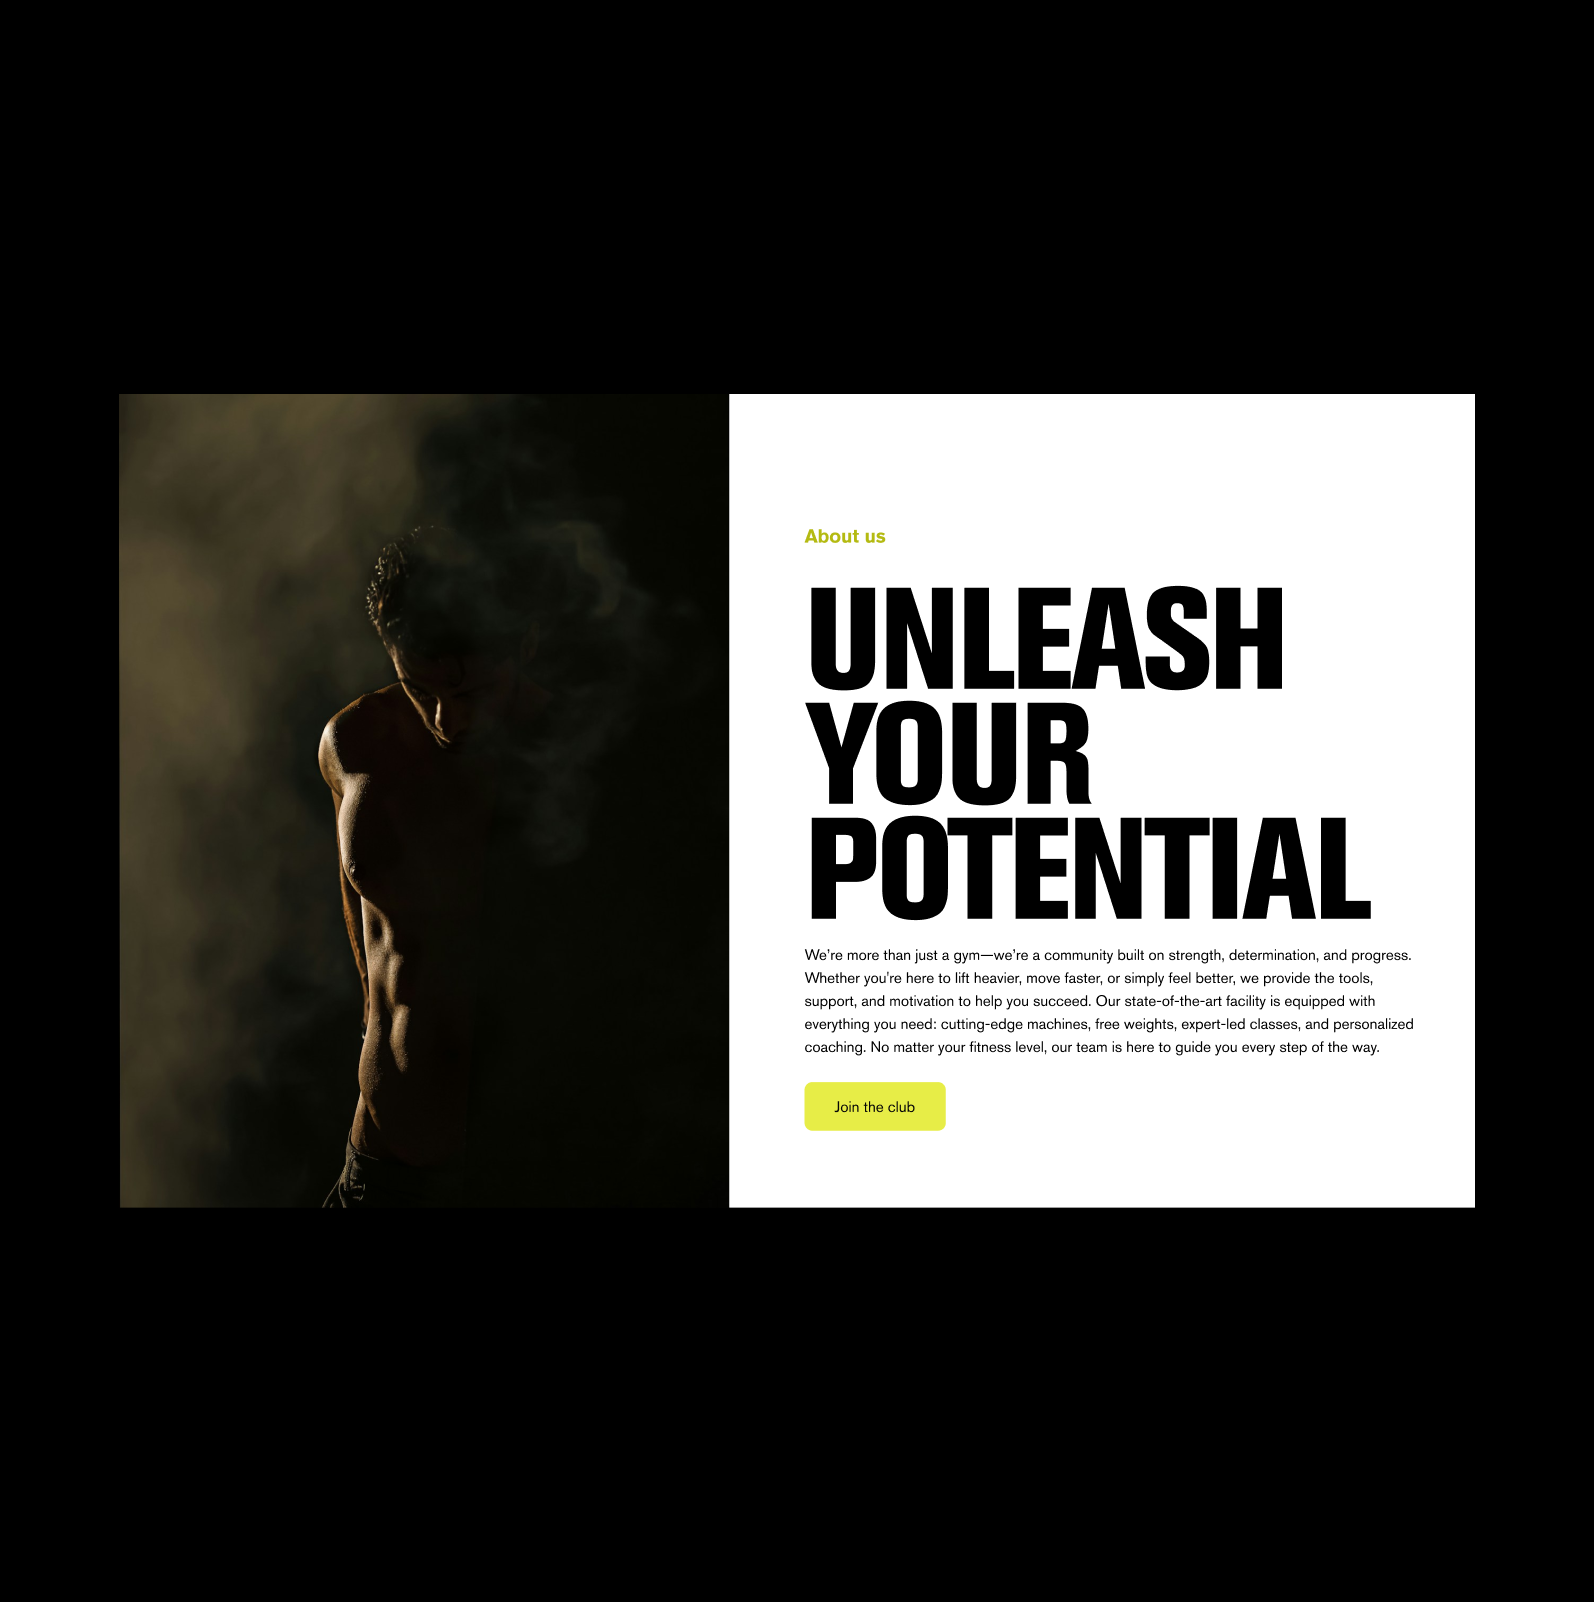 About us
UNLEASH
YOUR
POTENTIAL
We’re more than just a gym—we’re a community built on strength, determination, and progress.
Whether you're here to lift heavier, move faster, or simply feel better, we provide the tools,
support, and motivation to help you succeed. Our state-of-the-art facility is equipped with
everything you need: cutting-edge machines, free weights, expert-led classes, and personalized
coaching. No matter your fitness level, our team is here to guide you every step of the way.
Join the club